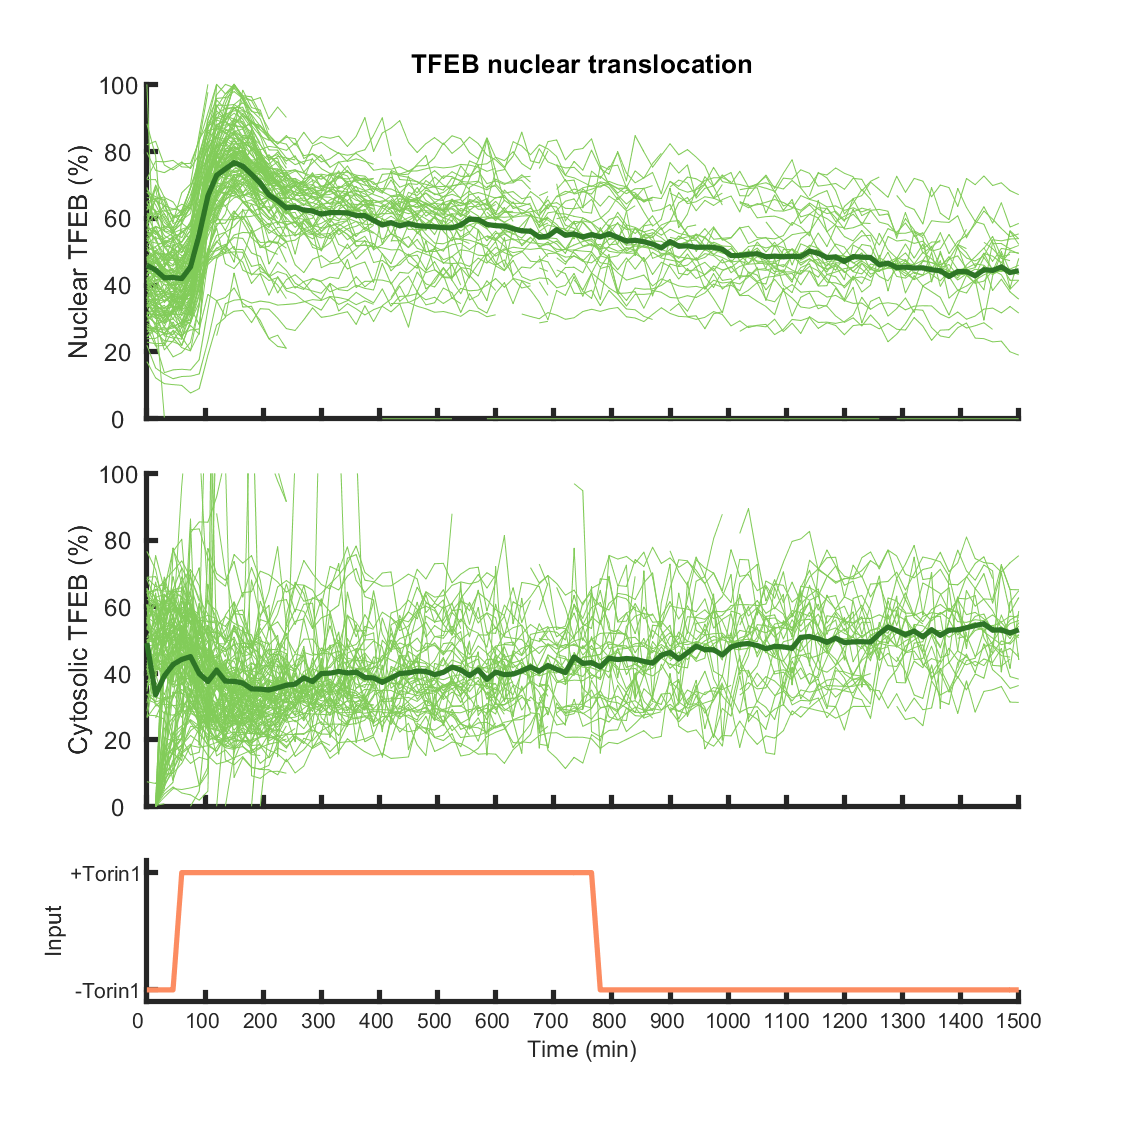 TFEB nuclear translocation
Nuclear TFEB (%)
100
80
60
40
20
0
Cytosolic TFEB (%)
100
80
60
40
20
0
Input
+Torin1
-Torin1
0 100 200 300 400 500 600 700 800 900 1000 1100 1200 1300 1400 1500
Time (min)